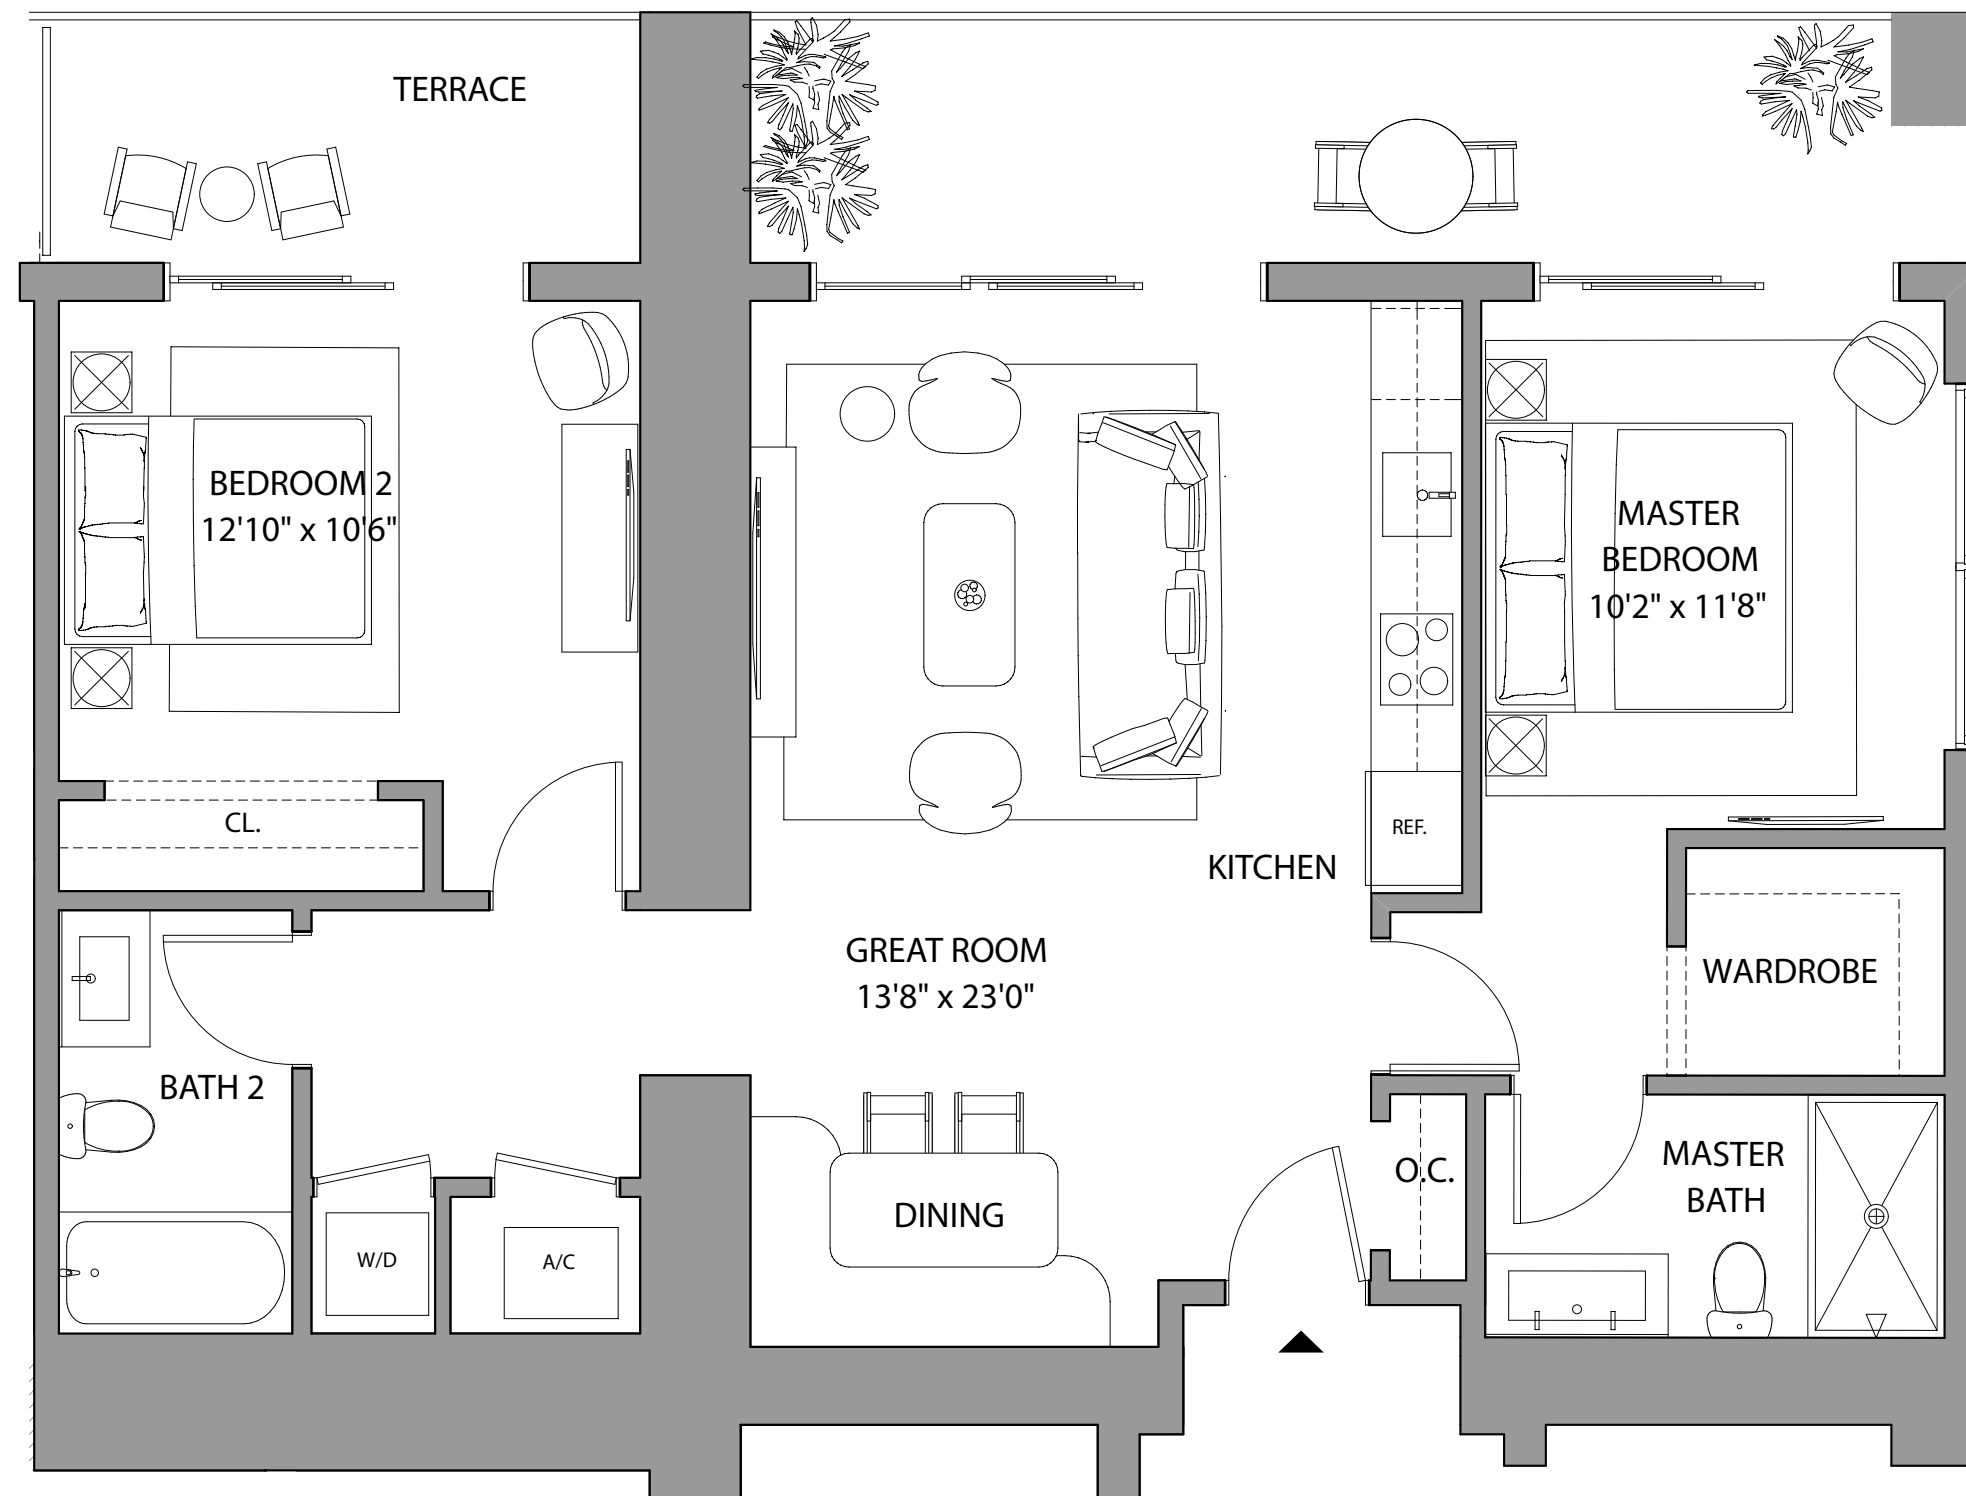 TERRACE
BEDROOM 2
12'10" x 10'6"
MASTER
BEDROOM
10'2" x 11'8"
CL.
REF.
KITCHEN
GREAT ROOM
13'8" x 23'0"
WARDROBE
BATH 2
MASTER
BATH
O.C.
DINING
W/D
A/C